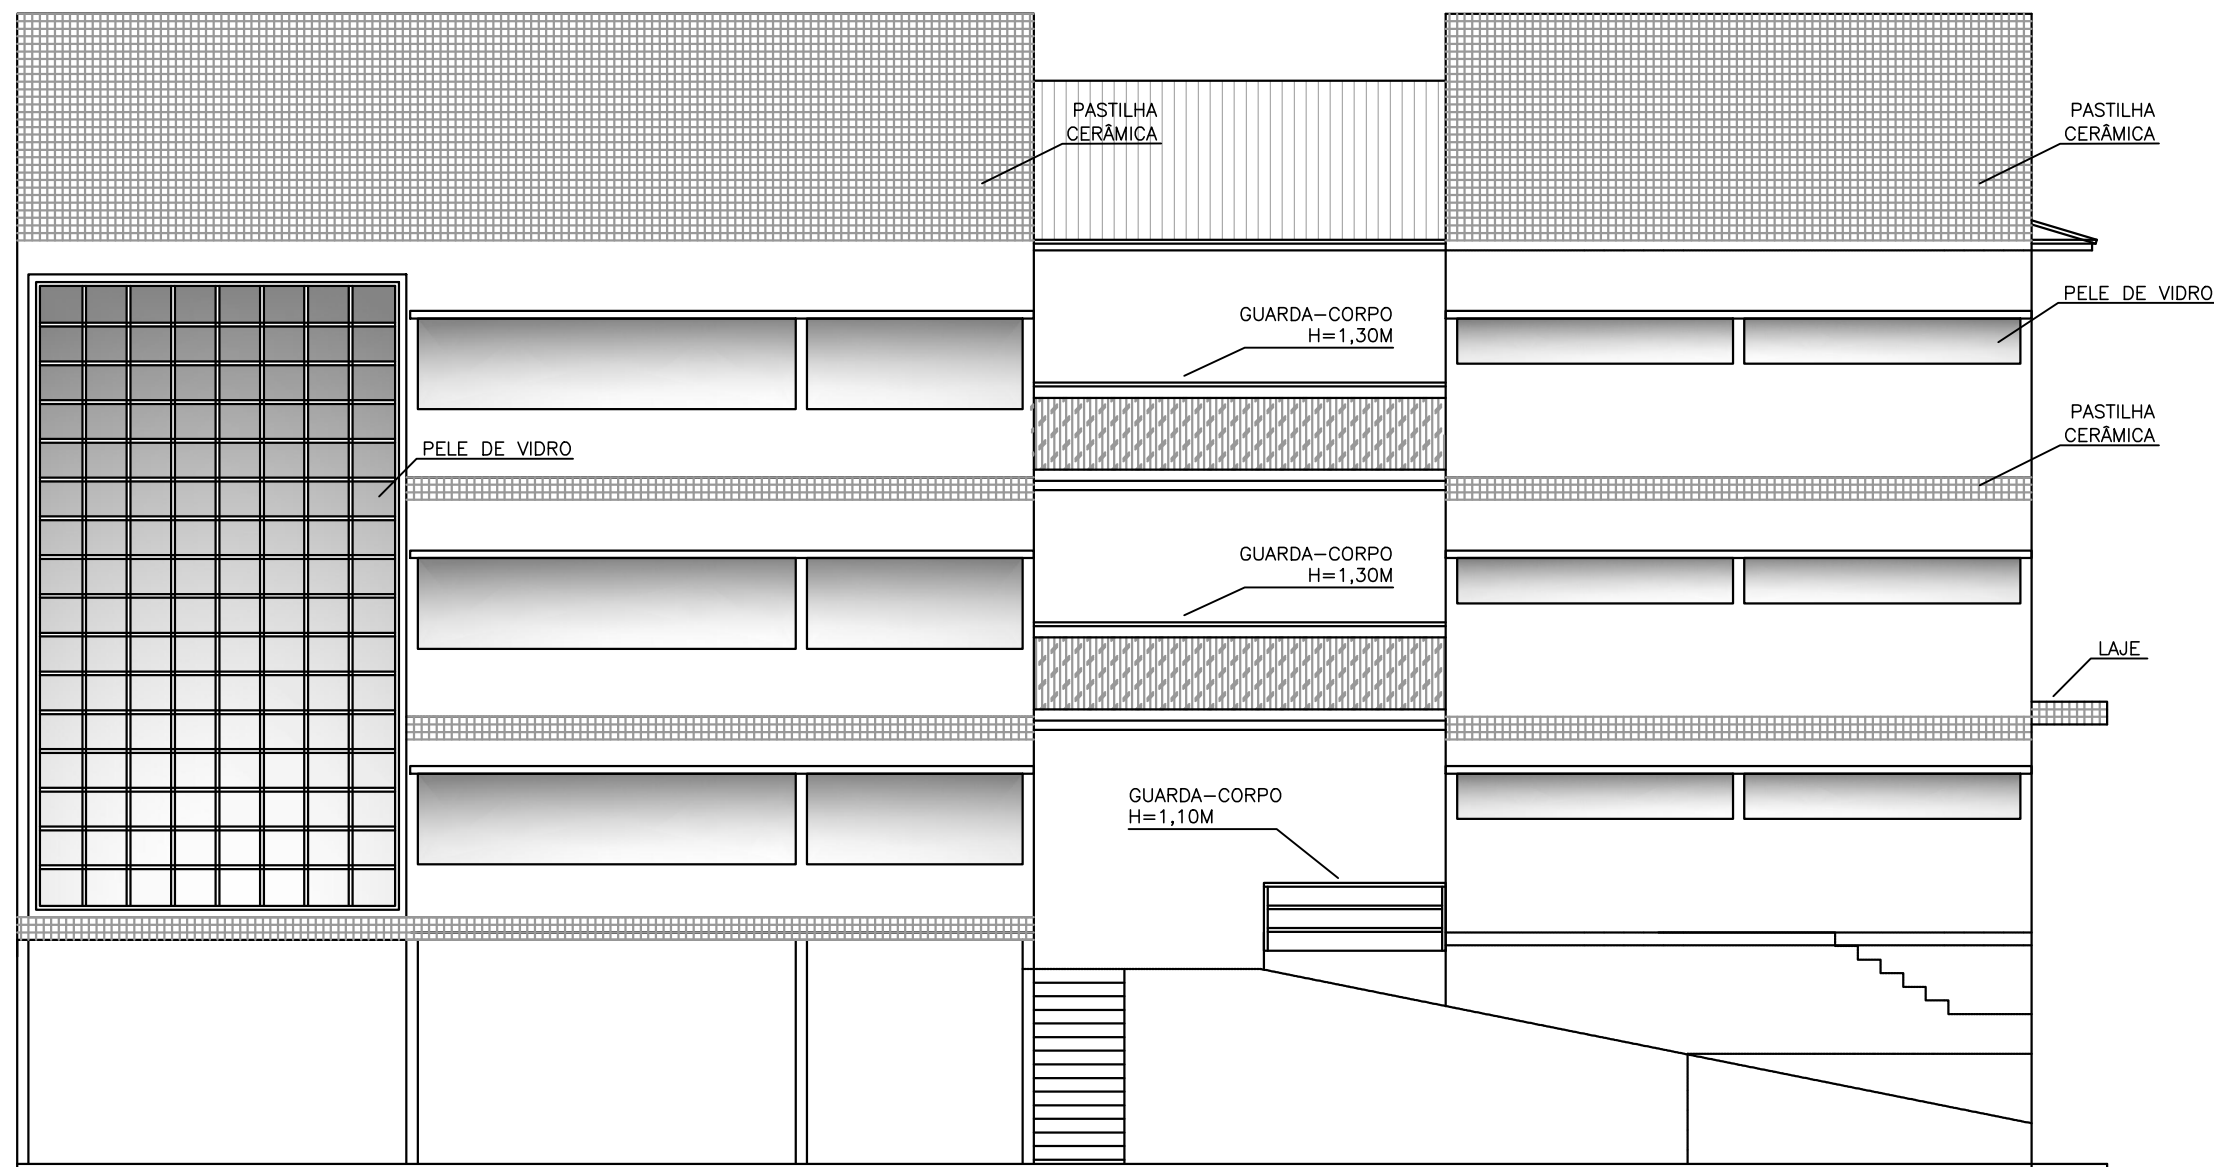 PASTILHA
CERÂMICA
PASTILHA
CERÂMICA
PELE DE VIDRO
GUARDA-CORPO
H=1,30M
PASTILHA
CERÂMICA
PELE DE VIDRO
GUARDA-CORPO
H=1,30M
LAJE
GUARDA-CORPO
H=1,10M